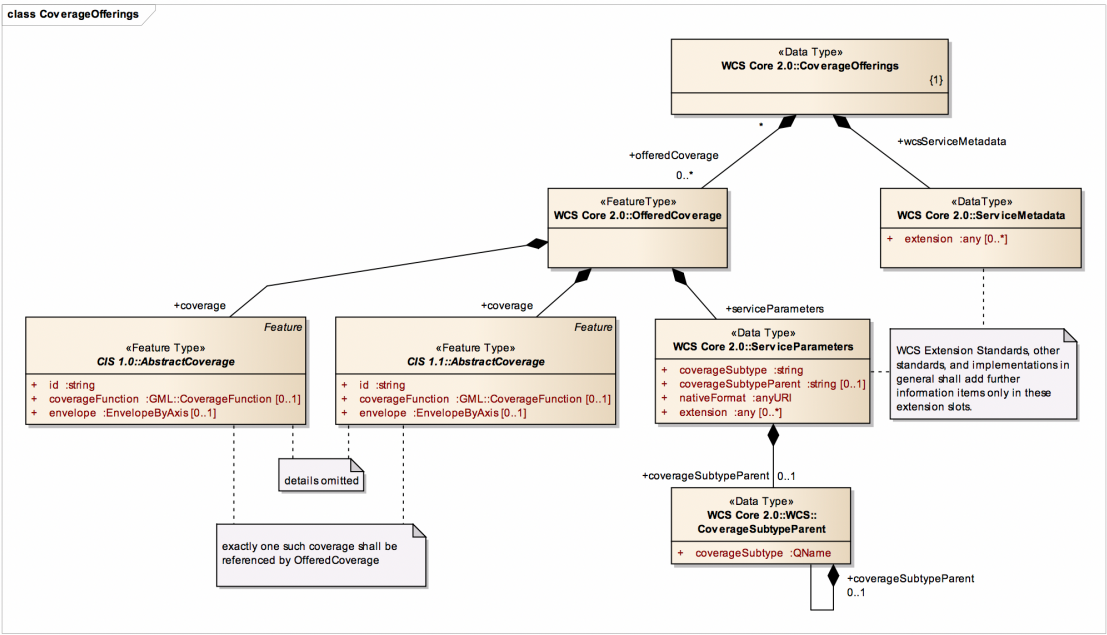 class CoverageOfferings
«Data Type»
WCS Core 2.0::CoverageOfferings
{1}
*
+offeredCoverage
0..*
+wcsServiceMetadata
«FeatureType»
WCS Core 2.0::OfferedCoverage
«DataType»
WCS Core 2.0::ServiceMetadata
+ extension :any [0..*]
+coverage
+coverage
+serviceParameters
Feature
«Feature Type»
CIS 1.0::AbstractCoverage
+ id :string
+ coverageFunction :GML::CoverageFunction [0..1]
+ envelope :EnvelopeByAxis [0..1]
Feature
«Feature Type»
CIS 1.1::AbstractCoverage
+ id :string
+ coverageFunction :GML::CoverageFunction [0..1]
+ envelope :EnvelopeByAxis [0..1]
«Data Type»
WCS Core 2.0::ServiceParameters
+ coverageSubtype :string
+ coverageSubtypeParent :string [0..1]
+ nativeFormat :anyURI
+ extension :any [0..*]
WCS Extension Standards, other
standards, and implementations in
general shall add further
information items only in these
extension slots.
details omitted
+coverageSubtypeParent 0..1
exactly one such coverage shall be
referenced by OfferedCoverage
«Data Type»
WCS Core 2.0::WCS::
CoverageSubtypeParent
+ coverageSubtype :QName
+coverageSubtypeParent
0..1